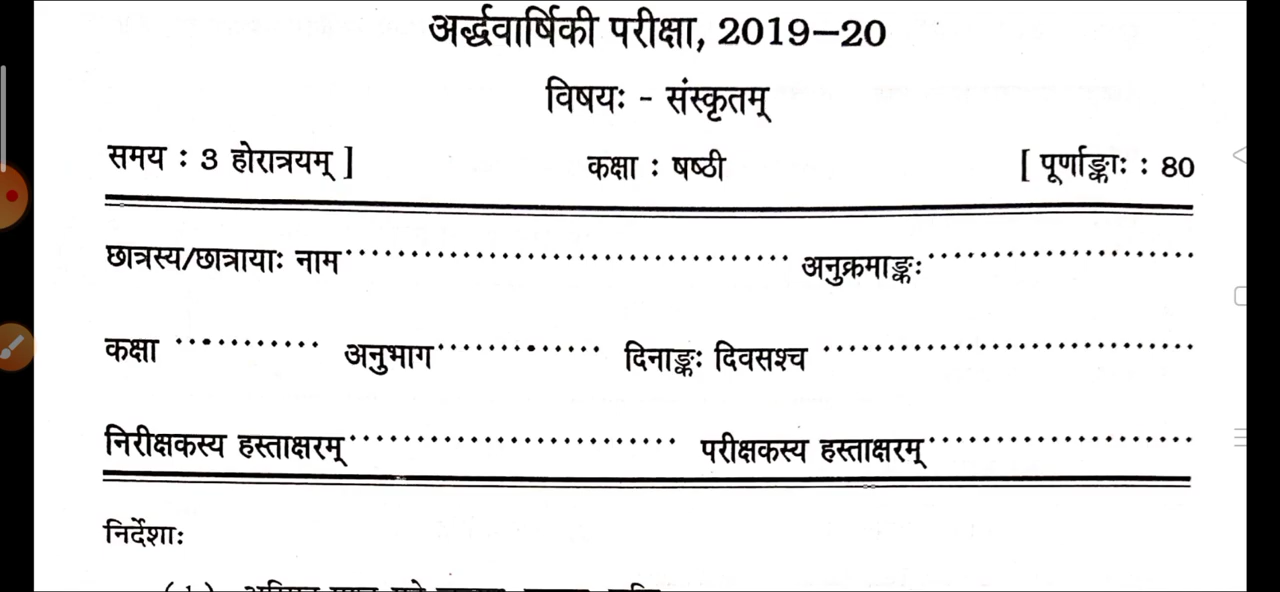 अर्द्धवार्षिकी परीक्षा, 2019–20
विषयः - संस्कृतम्
समय : 3 होरात्रयम् ] कक्षा : षष्ठी [ पूर्णाङ्काः : 80
छात्रस्य/छात्रायाः नाम .......................................... अनुक्रमाङ्कः .....................
कक्षा ............ अनुभाग ............. दिनाङ्कः दिवसश्च .............................
निरीक्षकस्य हस्ताक्षरम् .......................... परीक्षकस्य हस्ताक्षरम् .....................
निर्देशाः